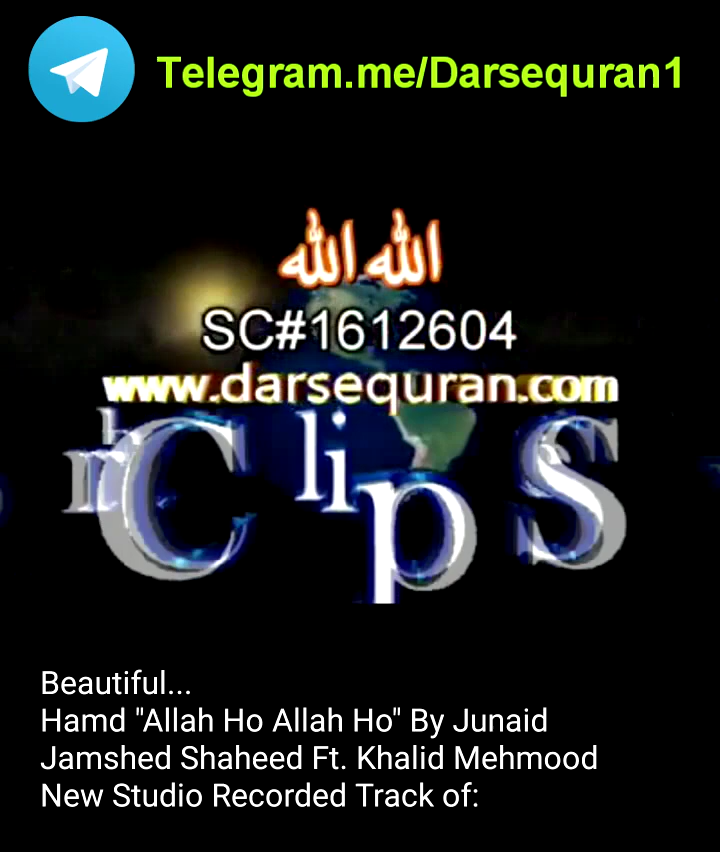 Telegram.me/Darsequran1
الله الله
SC#1612604
www.darsequran.com
Clips
Beautiful...
Hamd "Allah Ho Allah Ho" By Junaid
Jamshed Shaheed Ft. Khalid Mehmood
New Studio Recorded Track of: